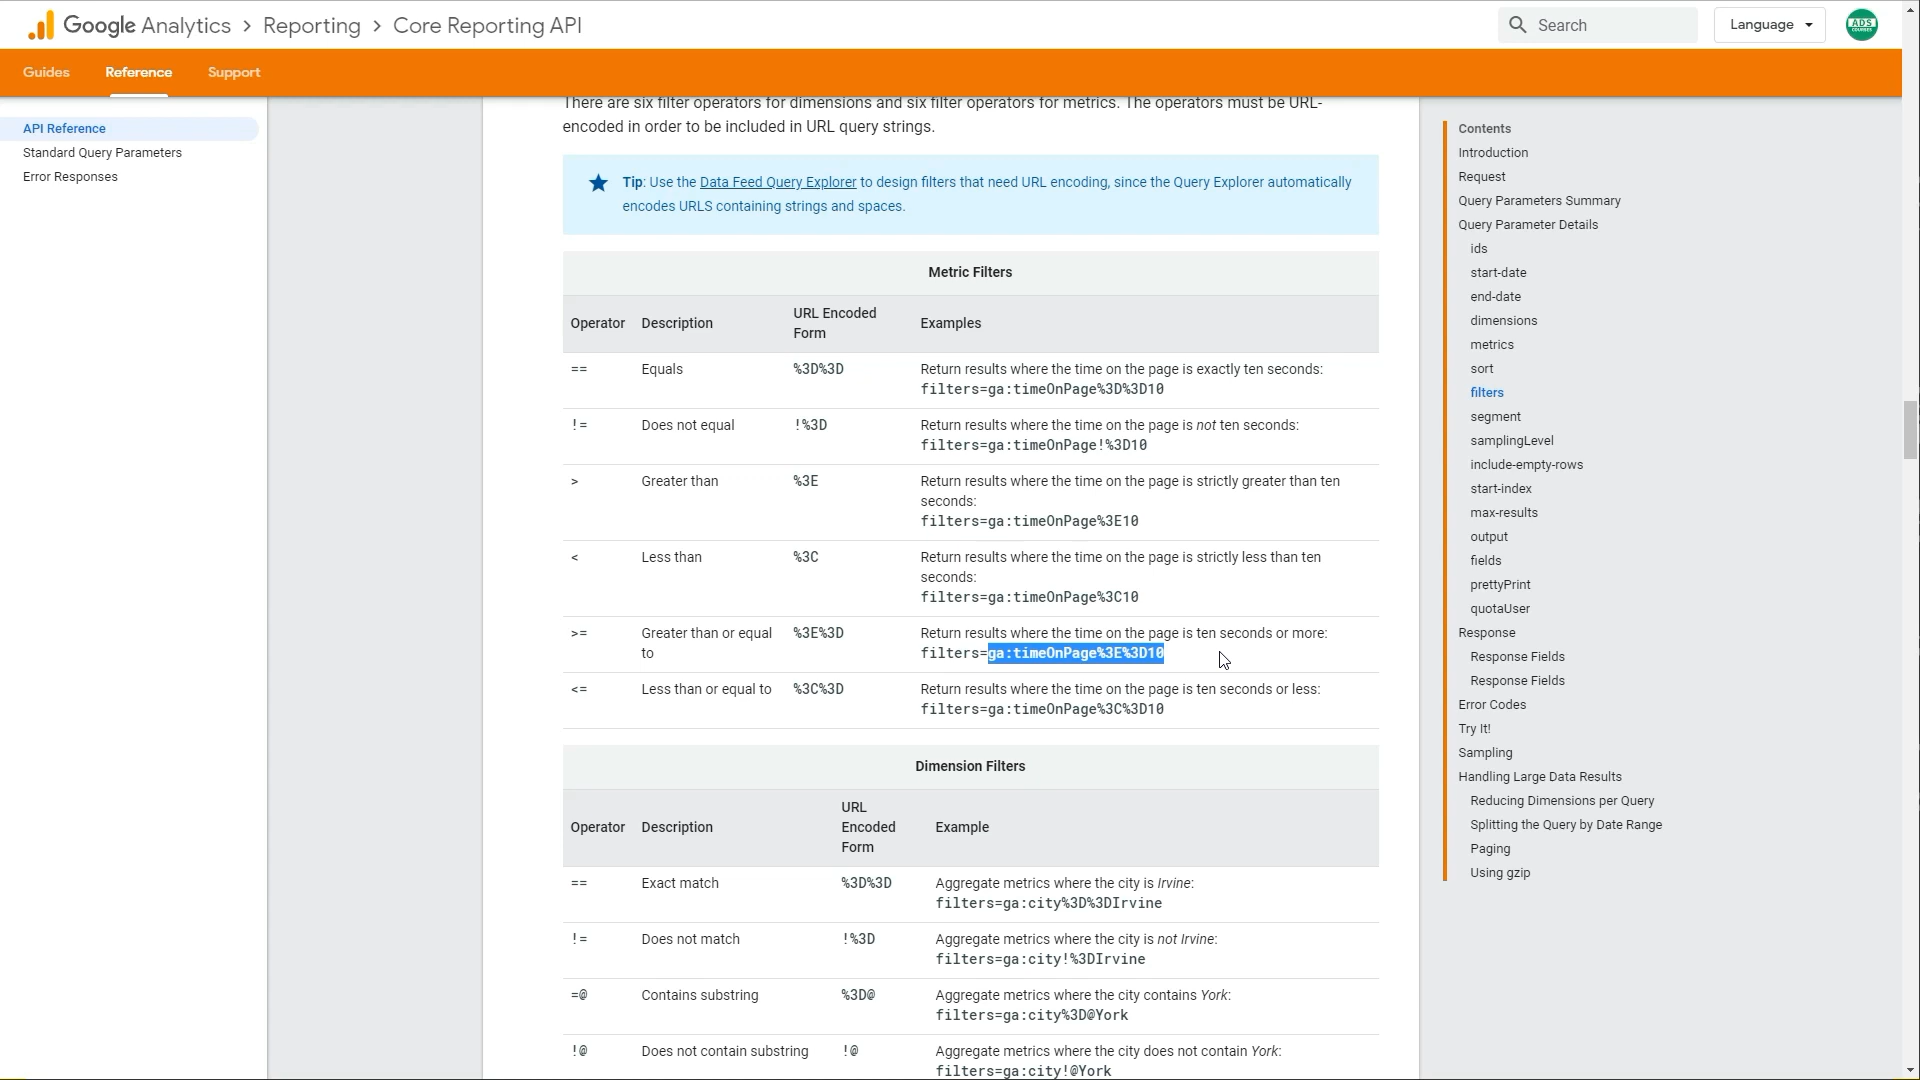 Google Analytics > Reporting > Core Reporting API
Search
Language
ADS
COURSES
Guides
Reference
Support
API Reference
Standard Query Parameters
Error Responses
There are six filter operators for dimensions and six filter operators for metrics. The operators must be URL-
encoded in order to be included in URL query strings.
Tip: Use the Data Feed Query Explorer to design filters that need URL encoding, since the Query Explorer automatically
encodes URLS containing strings and spaces.
Metric Filters
Operator Description URL Encoded Form Examples
== Equals %3D%3D Return results where the time on the page is exactly ten seconds:
filters=ga:timeOnPage%3D%3D10
!= Does not equal !%3D Return results where the time on the page is not ten seconds:
filters=ga:timeOnPage!%3D10
> Greater than %3E Return results where the time on the page is strictly greater than ten
seconds:
filters=ga:timeOnPage%3E10
< Less than %3C Return results where the time on the page is strictly less than ten
seconds:
filters=ga:timeOnPage%3C10
>= Greater than or equal to %3E%3D Return results where the time on the page is ten seconds or more:
filters=ga:timeOnPage%3E%3D10
<= Less than or equal to %3C%3D Return results where the time on the page is ten seconds or less:
filters=ga:timeOnPage%3C%3D10
Dimension Filters
Operator Description URL Encoded Form Example
== Exact match %3D%3D Aggregate metrics where the city is Irvine:
filters=ga:city%3D%3DIrvine
!= Does not match !%3D Aggregate metrics where the city is not Irvine:
filters=ga:city!%3DIrvine
=@ Contains substring %3D@ Aggregate metrics where the city contains York:
filters=ga:city%3D@York
!@ Does not contain substring !@ Aggregate metrics where the city does not contain York:
filters=ga:city!@York
Contents
Introduction
Request
Query Parameters Summary
Query Parameter Details
ids
start-date
end-date
dimensions
metrics
sort
filters
segment
samplingLevel
include-empty-rows
start-index
max-results
output
fields
prettyPrint
quotaUser
Response
Response Fields
Response Fields
Error Codes
Try It!
Sampling
Handling Large Data Results
Reducing Dimensions per Query
Splitting the Query by Date Range
Paging
Using gzip